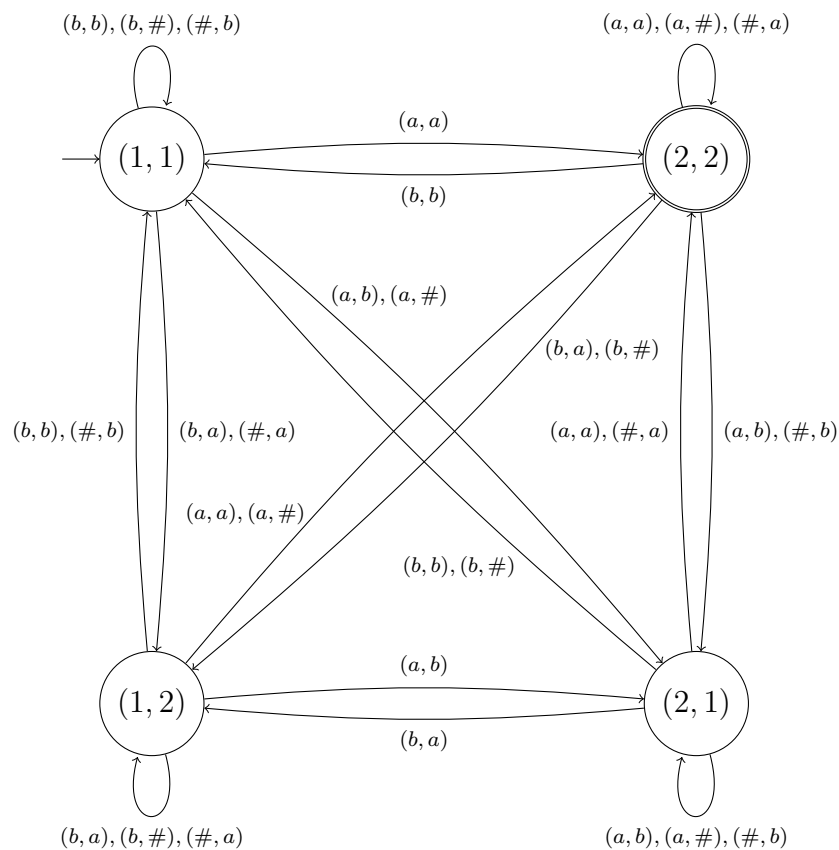 (b, b), (b, #), (#, b)
(a, a), (a, #), (#, a)
(a, a)
(1, 1)
(2, 2)
(b, b)
(a, b), (a, #)
(b, a), (b, #)
(b, b), (#, b)
(b, a), (#, a)
(a, a), (#, a)
(a, b), (#, b)
(a, a), (a, #)
(b, b), (b, #)
(a, b)
(1, 2)
(2, 1)
(b, a)
(b, a), (b, #), (#, a)
(a, b), (a, #), (#, b)